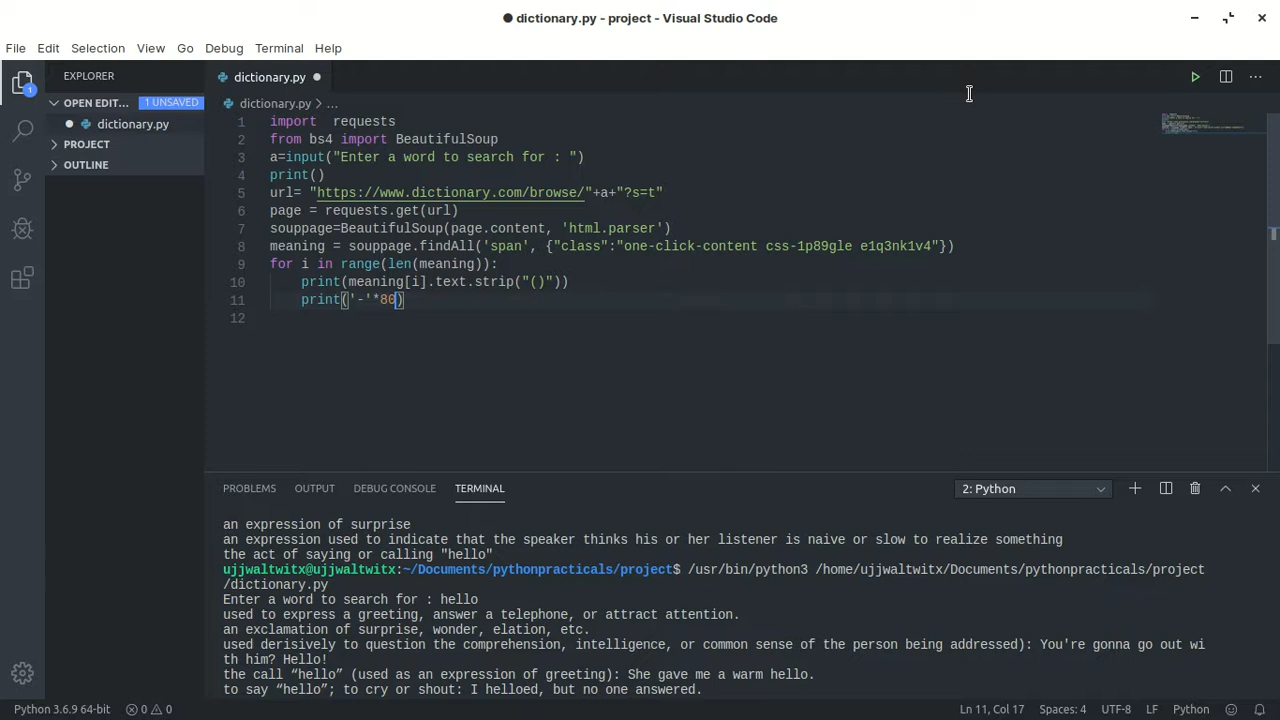 ● dictionary.py - project - Visual Studio Code
File Edit Selection View Go Debug Terminal Help
EXPLORER
OPEN EDIT... 1 UNSAVED
dictionary.py
PROJECT
OUTLINE
1
dictionary.py
dictionary.py > ...
1 import  requests
2 from bs4 import BeautifulSoup
3 a=input("Enter a word to search for : ")
4 print()
5 url= "https://www.dictionary.com/browse/"+a+"?s=t"
6 page = requests.get(url)
7 souppage=BeautifulSoup(page.content, 'html.parser')
8 meaning = souppage.findAll('span', {"class":"one-click-content css-1p89gle e1q3nk1v4"})
9 for i in range(len(meaning)):
10     print(meaning[i].text.strip("()"))
11     print('-'*80)
12
PROBLEMS OUTPUT DEBUG CONSOLE TERMINAL 2: Python
an expression of surprise
an expression used to indicate that the speaker thinks his or her listener is naive or slow to realize something
the act of saying or calling "hello"
ujjwaltwitx@ujjwaltwitx:~/Documents/pythonpracticals/project$ /usr/bin/python3 /home/ujjwaltwitx/Documents/pythonpracticals/project
/dictionary.py
Enter a word to search for : hello
used to express a greeting, answer a telephone, or attract attention.
an exclamation of surprise, wonder, elation, etc.
used derisively to question the comprehension, intelligence, or common sense of the person being addressed): You're gonna go out wi
th him? Hello!
the call “hello” (used as an expression of greeting): She gave me a warm hello.
to say “hello”; to cry or shout: I helloed, but no one answered.
Python 3.6.9 64-bit 0 0 Ln 11, Col 17 Spaces: 4 UTF-8 LF Python